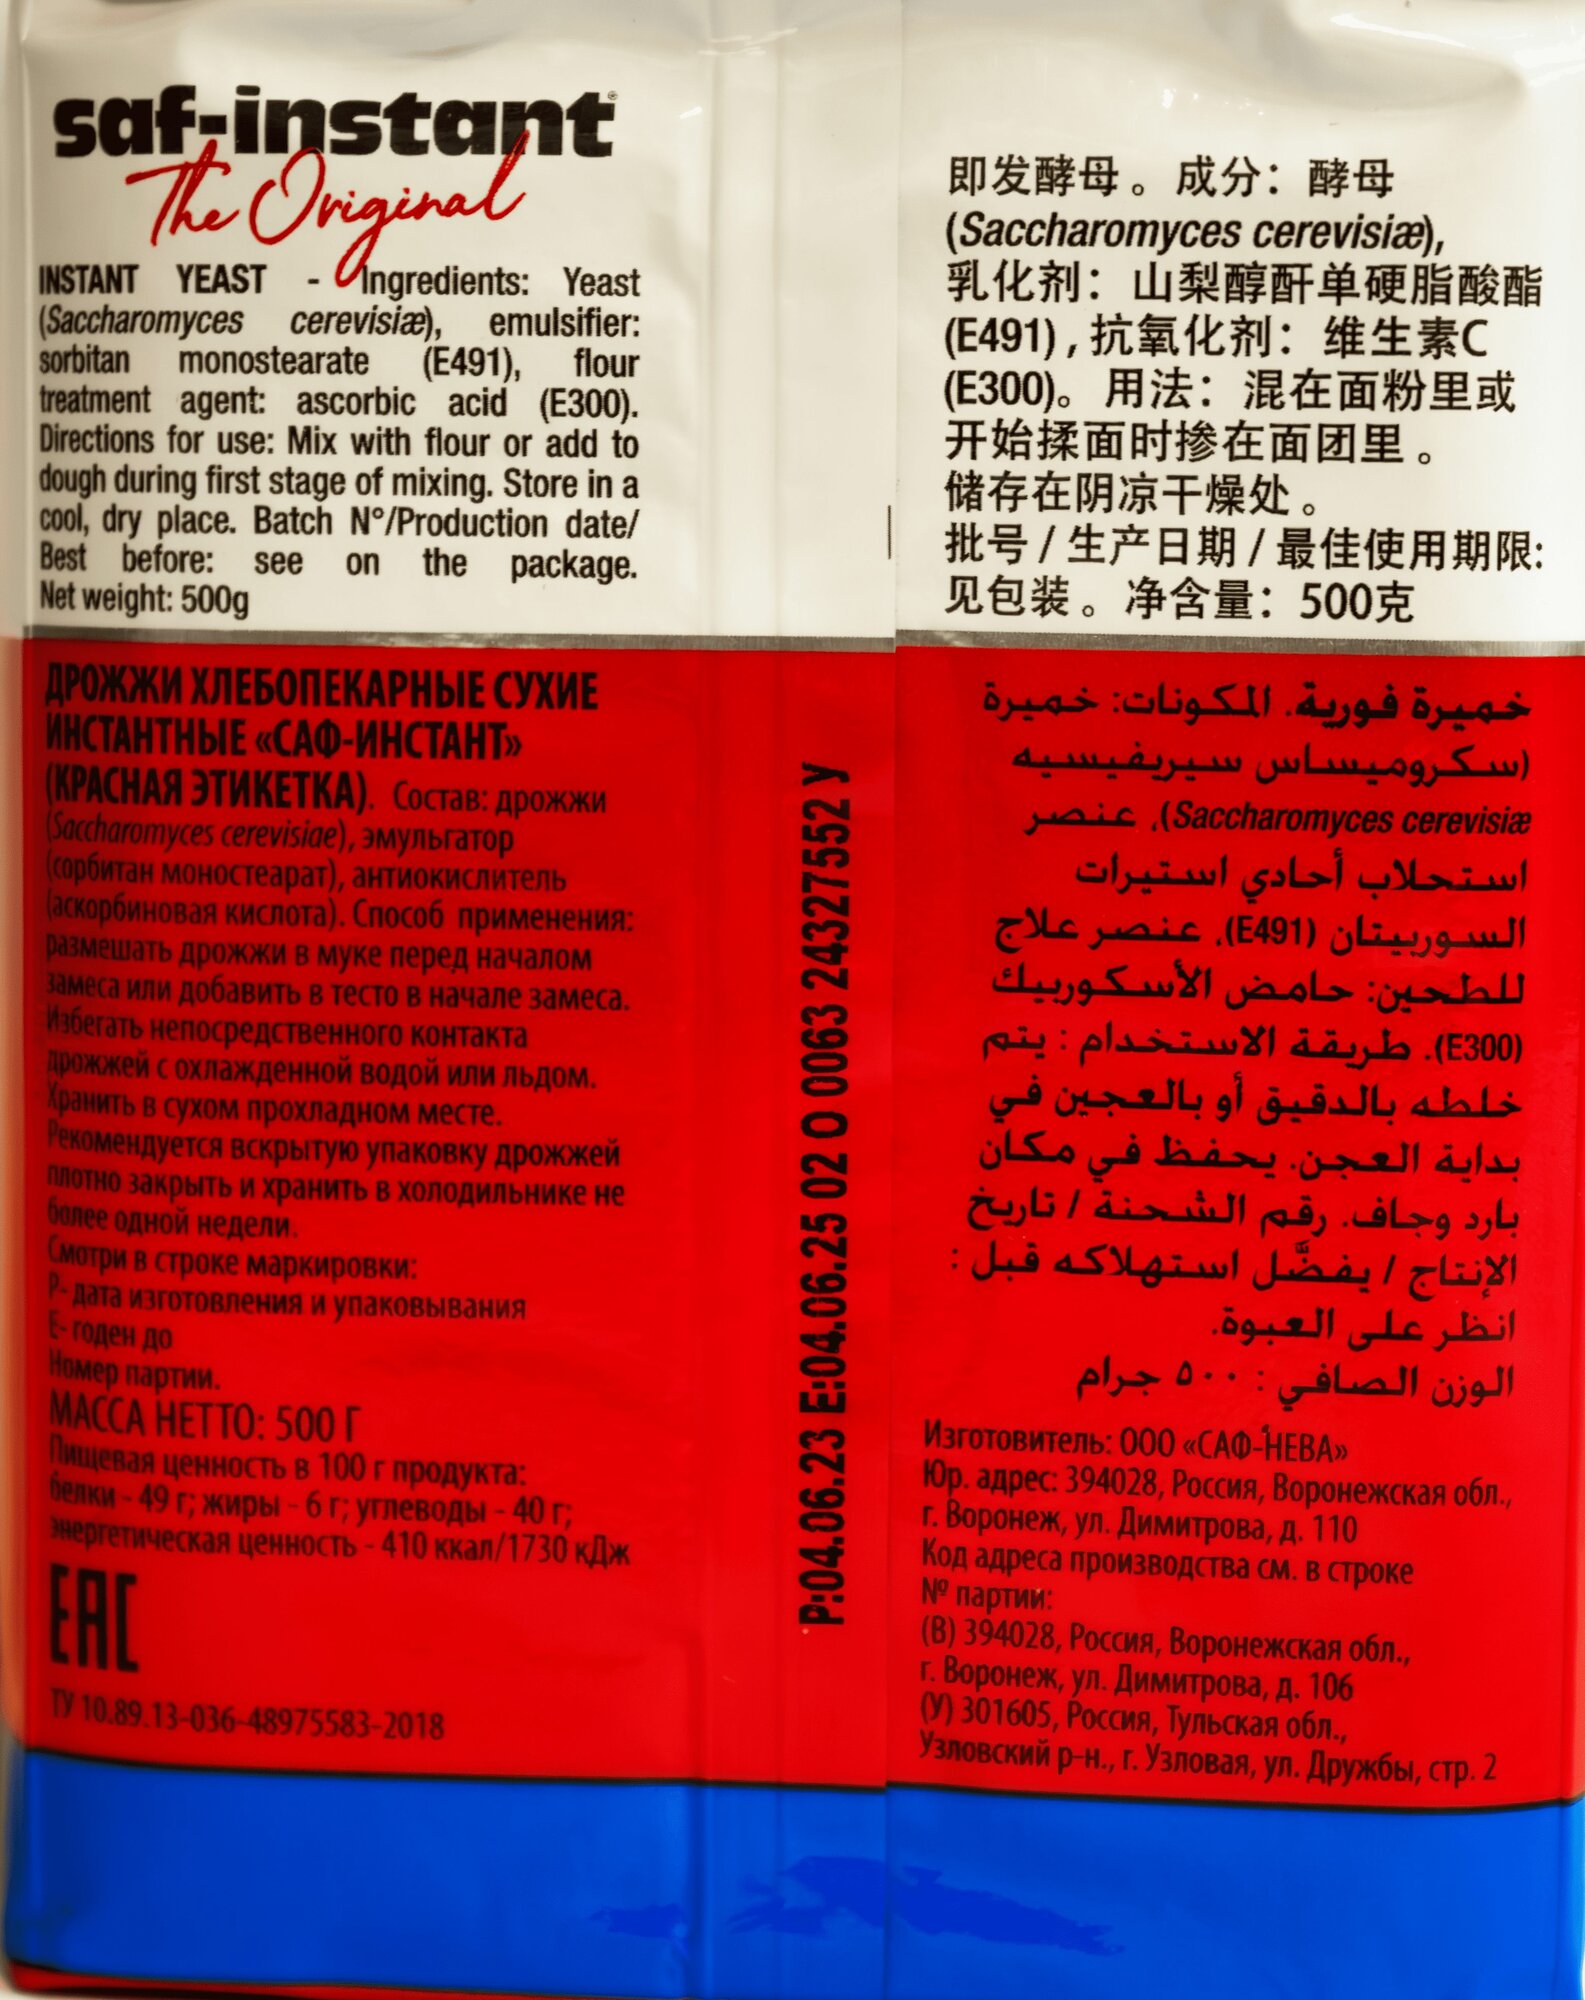 saf-instant®
The Original
INSTANT YEAST - Ingredients: Yeast
(Saccharomyces cerevisiæ), emulsifier:
sorbitan monostearate (E491), flour
treatment agent: ascorbic acid (E300).
Directions for use: Mix with flour or add to
dough during first stage of mixing. Store in a
cool, dry place. Batch N°/Production date/
Best before: see on the package.
Net weight: 500g
ДРОЖЖИ ХЛЕБОПЕКАРНЫЕ СУХИЕ
ИНСТАНТНЫЕ «САФ-ИНСТАНТ»
(КРАСНАЯ ЭТИКЕТКА). Состав: дрожжи
(Saccharomyces cerevisiae), эмульгатор
(сорбитан моностеарат), антиокислитель
(аскорбиновая кислота). Способ применения:
размешать дрожжи в муке перед началом
замеса или добавить в тесто в начале замеса.
Избегать непосредственного контакта
дрожжей с охлажденной водой или льдом.
Хранить в сухом прохладном месте.
Рекомендуется вскрытую упаковку дрожжей
плотно закрыть и хранить в холодильнике не
более одной недели.
Смотри в строке маркировки:
P- дата изготовления и упаковывания
E- годен до
Номер партии.
МАССА НЕТТО: 500 Г
Пищевая ценность в 100 г продукта:
белки - 49 г; жиры - 6 г; углеводы - 40 г;
энергетическая ценность - 410 ккал/1730 кДж
EAC
ТУ 10.89.13-036-48975583-2018
P:04.06.23 E:04.06.25 02 O 0063 24327552 У
即发酵母。成分：酵母
(Saccharomyces cerevisiæ),
乳化剂：山梨醇酐单硬脂酸酯
(E491) , 抗氧化剂：维生素C
(E300)。用法：混在面粉里或
开始揉面时掺在面团里。
储存在阴凉干燥处。
批号 / 生产日期 / 最佳使用期限:
见包装。净含量：500克
خميرة فورية. المكونات: خميرة
(سكروميساس سيريفيسيه
Saccharomyces cerevisiæ)، عنصر
استحلاب أحادي استيرات
السوربيتان (E491)، عنصر علاج
للطحين: حامض الأسكوربيك
(E300). طريقة الاستخدام : يتم
خلطه بالدقيق أو بالعجين في
بداية العجن. يحفظ في مكان
بارد وجاف. رقم الشحنة / تاريخ
الإنتاج / يفضَّل استهلاكه قبل :
انظر على العبوة.
الوزن الصافي : ٥٠٠ جرام
Изготовитель: ООО «САФ-НЕВА»
Юр. адрес: 394028, Россия, Воронежская обл.,
г. Воронеж, ул. Димитрова, д. 110
Код адреса производства см. в строке
№ партии:
(В) 394028, Россия, Воронежская обл.,
г. Воронеж, ул. Димитрова, д. 106
(У) 301605, Россия, Тульская обл.,
Узловский р-н., г. Узловая, ул. Дружбы, стр. 2